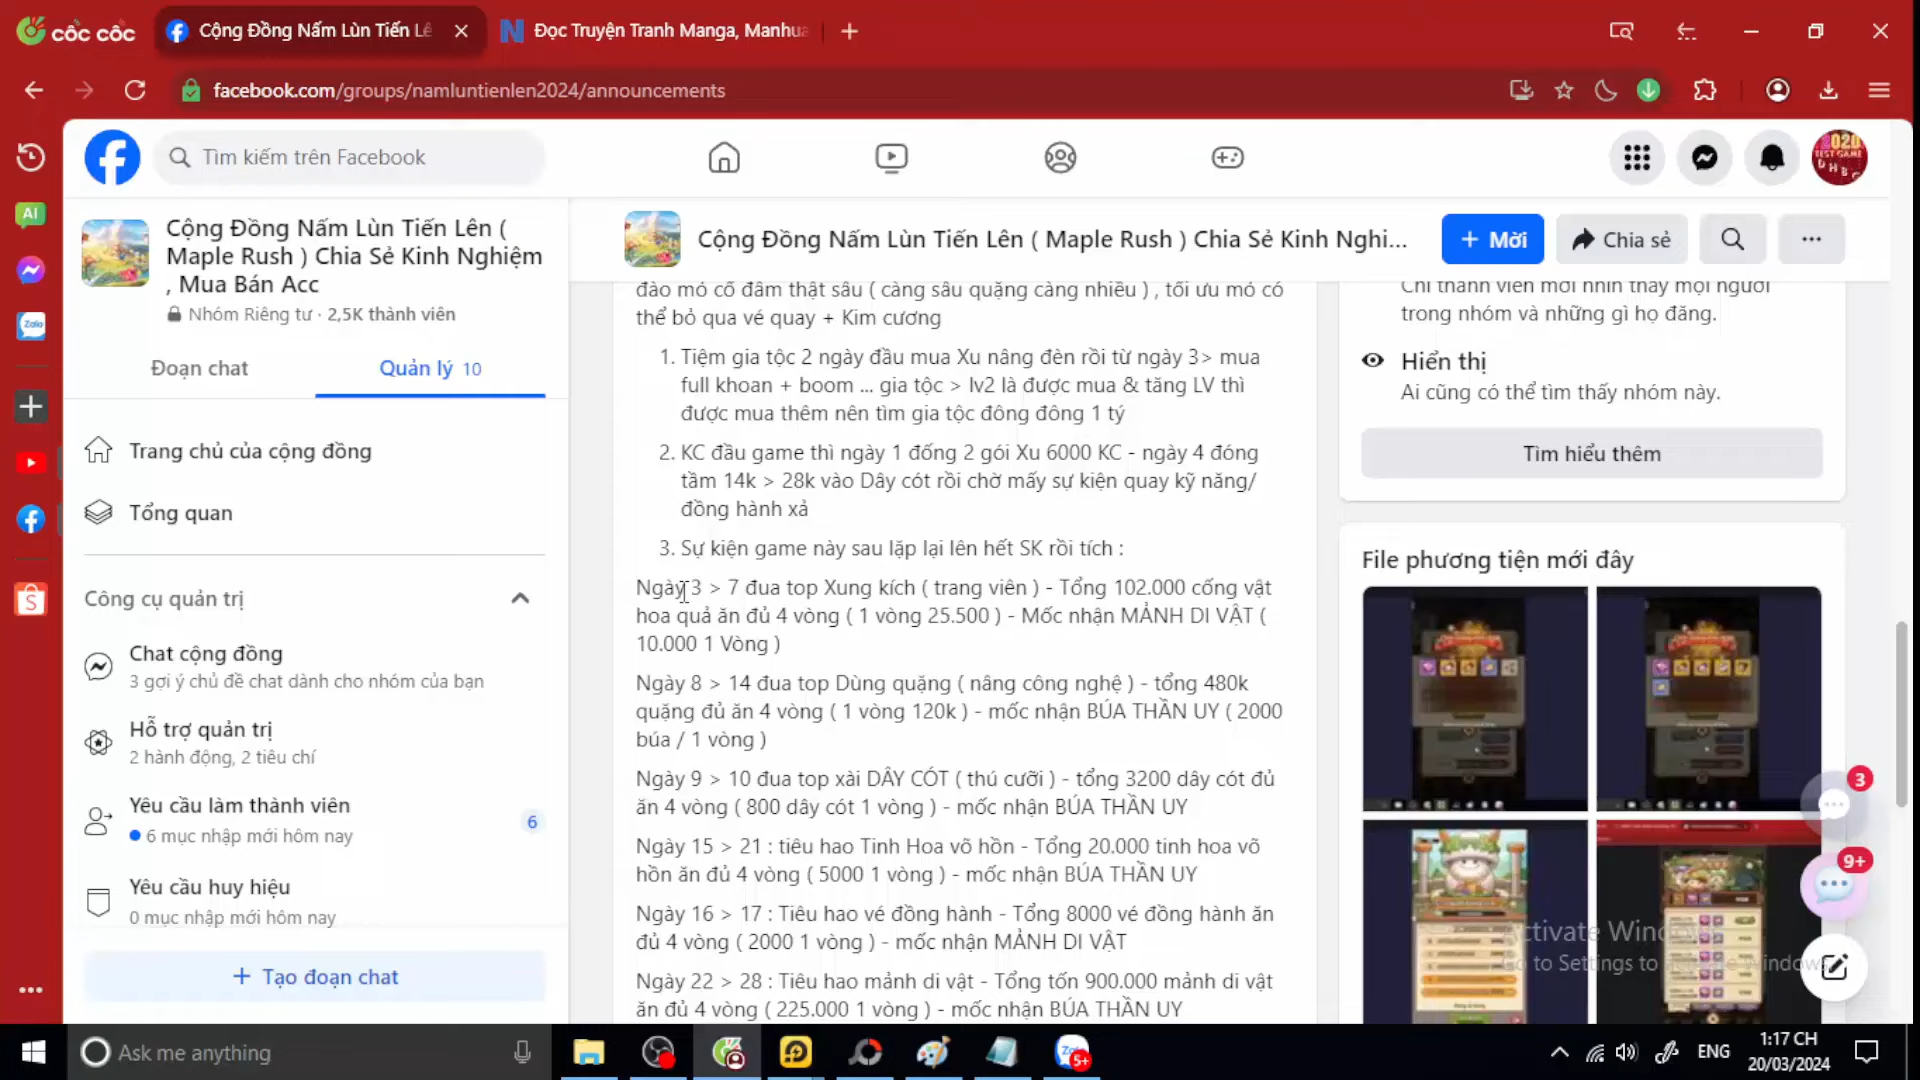 cốc cốc
Cộng Đồng Nấm Lùn Tiến Lê
Đọc Truyện Tranh Manga, Manhua
facebook.com/groups/namluntienlen2024/announcements
Tìm kiếm trên Facebook
Cộng Đồng Nấm Lùn Tiến Lên (
Maple Rush ) Chia Sẻ Kinh Nghiệm
, Mua Bán Acc
Nhóm Riêng tư · 2,5K thành viên
Đoạn chat
Quản lý 10
Trang chủ của cộng đồng
Tổng quan
Công cụ quản trị
Chat cộng đồng
3 gợi ý chủ đề chat dành cho nhóm của bạn
Hỗ trợ quản trị
2 hành động, 2 tiêu chí
Yêu cầu làm thành viên
6 mục nhập mới hôm nay
6
Yêu cầu huy hiệu
0 mục nhập mới hôm nay
+ Tạo đoạn chat
Cộng Đồng Nấm Lùn Tiến Lên ( Maple Rush ) Chia Sẻ Kinh Nghi...
+ Mời
Chia sẻ
đào mỏ cố đâm thật sâu ( càng sâu quặng càng nhiều ) , tối ưu mỏ có
thể bỏ qua vé quay + Kim cương
1. Tiệm gia tộc 2 ngày đầu mua Xu nâng đèn rồi từ ngày 3> mua
full khoan + boom ... gia tộc > lv2 là được mua & tăng LV thì
được mua thêm nên tìm gia tộc đông đông 1 tý
2. KC đầu game thì ngày 1 đống 2 gói Xu 6000 KC - ngày 4 đóng
tầm 14k > 28k vào Dây cót rồi chờ mấy sự kiện quay kỹ năng/
đồng hành xả
3. Sự kiện game này sau lặp lại lên hết SK rồi tích :
Ngày 3 > 7 đua top Xung kích ( trang viên ) - Tổng 102.000 cống vật
hoa quả ăn đủ 4 vòng ( 1 vòng 25.500 ) - Mốc nhận MẢNH DI VẬT (
10.000 1 Vòng )
Ngày 8 > 14 đua top Dùng quặng ( nâng công nghệ ) - tổng 480k
quặng đủ ăn 4 vòng ( 1 vòng 120k ) - mốc nhận BÚA THẦN UY ( 2000
búa / 1 vòng )
Ngày 9 > 10 đua top xài DÂY CÓT ( thú cưỡi ) - tổng 3200 dây cót đủ
ăn 4 vòng ( 800 dây cót 1 vòng ) - mốc nhận BÚA THẦN UY
Ngày 15 > 21 : tiêu hao Tinh Hoa võ hồn - Tổng 20.000 tinh hoa võ
hồn ăn đủ 4 vòng ( 5000 1 vòng ) - mốc nhận BÚA THẦN UY
Ngày 16 > 17 : Tiêu hao vé đồng hành - Tổng 8000 vé đồng hành ăn
đủ 4 vòng ( 2000 1 vòng ) - mốc nhận MẢNH DI VẬT
Ngày 22 > 28 : Tiêu hao mảnh di vật - Tổng tốn 900.000 mảnh di vật
ăn đủ 4 vòng ( 225.000 1 vòng ) - mốc nhận BÚA THẦN UY
Chỉ thành viên mới nhìn thấy mọi người
trong nhóm và những gì họ đăng.
Hiển thị
Ai cũng có thể tìm thấy nhóm này.
Tìm hiểu thêm
File phương tiện mới đây
3
9+
Activate Windows
Go to Settings to activate Windows.
Ask me anything
ENG
1:17 CH
20/03/2024